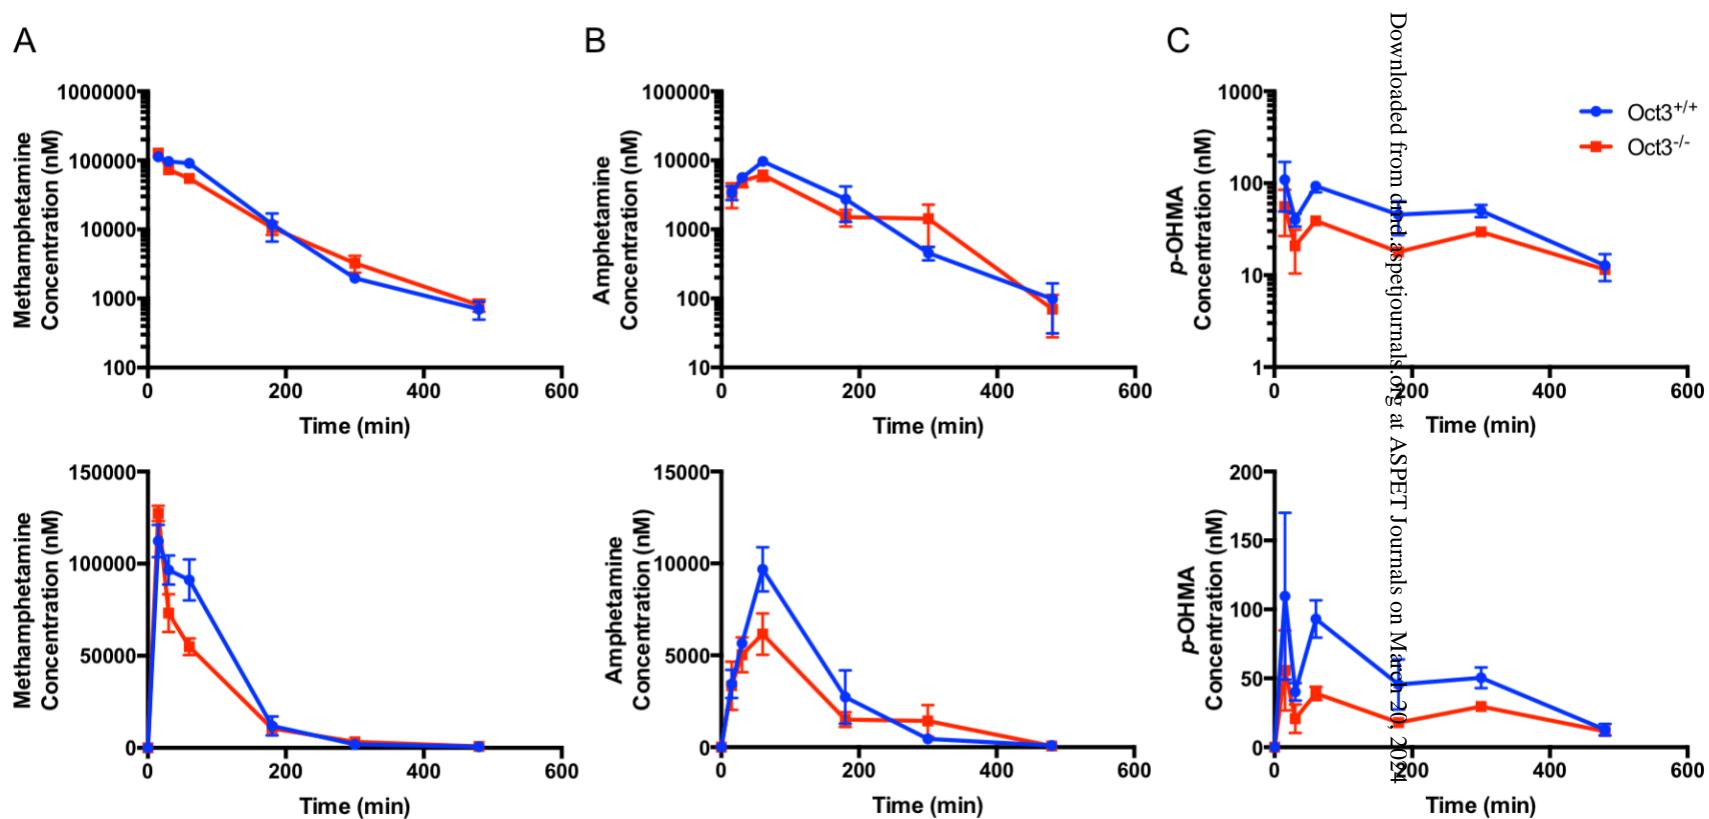 A
Methamphetamine
Concentration (nM)
1000000
100000
10000
1000
100
0
200
400
600
Time (min)
B
Amphetamine
Concentration (nM)
100000
10000
1000
100
10
0
200
400
600
Time (min)
C
p-OHMA
Concentration (nM)
1000
100
10
1
0
200
400
600
Time (min)
Oct3+/+
Oct3-/-
Methamphetamine
Concentration (nM)
150000
100000
50000
0
0
200
400
600
Time (min)
Amphetamine
Concentration (nM)
15000
10000
5000
0
0
200
400
600
Time (min)
p-OHMA
Concentration (nM)
200
150
100
50
0
0
200
400
600
Time (min)
Downloaded from dmd.aspetjournals.org at ASPET Journals on March 20, 2024